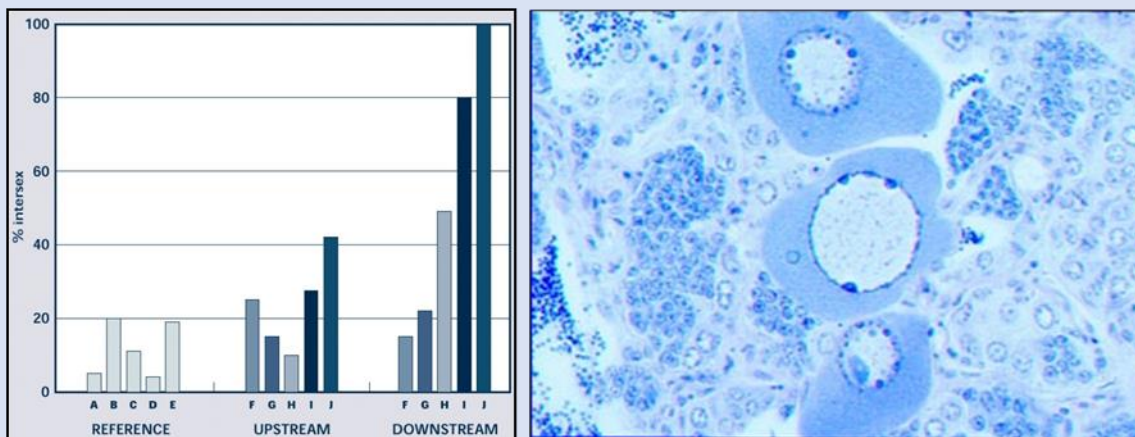 100
80
60
40
20
0
% intersex
A B C D E F G H I J F G H I J
REFERENCE UPSTREAM DOWNSTREAM